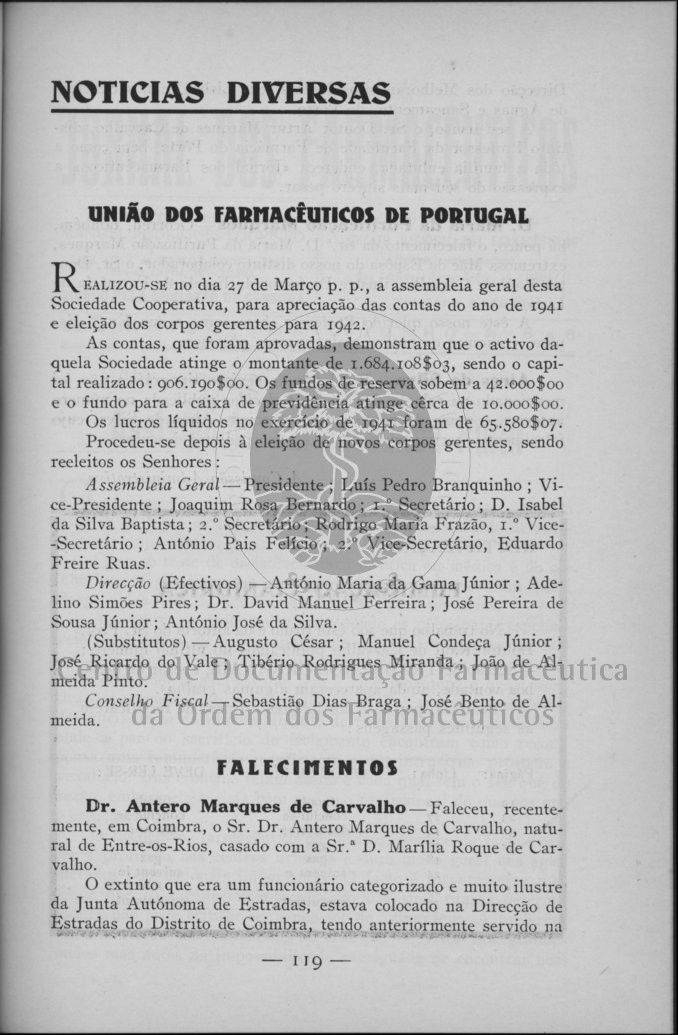 NOTICIAS DIVERSAS
UNIÃO DOS FARMACÊUTICOS DE PORTUGAL
REALIZOU-SE no dia 27 de Março p. p., a assembleia geral desta
Sociedade Cooperativa, para apreciação das contas do ano de 1941
e eleição dos corpos gerentes para 1942.
As contas, que foram aprovadas, demonstram que o activo da-
quela Sociedade atinge o montante de 1.684.108$03, sendo o capi-
tal realizado : 906.190$00. Os fundos de reserva sobem a 42.000$00
e o fundo para a caixa de previdência atinge cêrca de 10.000$00.
Os lucros líquidos no exercício de 1941 foram de 65.580$07.
Procedeu-se depois à eleição de novos corpos gerentes, sendo
reeleitos os Senhores :
Assembleia Geral — Presidente ; Luís Pedro Branquinho ; Vi-
ce-Presidente ; Joaquim Rosa Bernardo ; 1.º Secretário ; D. Isabel
da Silva Baptista ; 2.º Secretário ; Rodrigo Maria Frazão, 1.º Vice-
-Secretário ; António Pais Felício ; 2.º Vice-Secretário, Eduardo
Freire Ruas.
Direcção (Efectivos) — António Maria da Gama Júnior ; Ade-
lino Simões Pires ; Dr. David Manuel Ferreira ; José Pereira de
Sousa Júnior ; António José da Silva.
(Substitutos) — Augusto César ; Manuel Condeça Júnior ;
José Ricardo do Vale ; Tibério Rodrigues Miranda ; João de Al-
meida Pinto.
Conselho Fiscal — Sebastião Dias Braga ; José Bento de Al-
meida.
Centro de Documentação Farmacêutica
da Ordem dos Farmacêuticos
FALECIMENTOS
Dr. Antero Marques de Carvalho — Faleceu, recente-
mente, em Coimbra, o Sr. Dr. Antero Marques de Carvalho, natu-
ral de Entre-os-Rios, casado com a Sr.ª D. Marília Roque de Car-
valho.
O extinto que era um funcionário categorizado e muito ilustre
da Junta Autónoma de Estradas, estava colocado na Direcção de
Estradas do Distrito de Coimbra, tendo anteriormente servido na
— 119 —